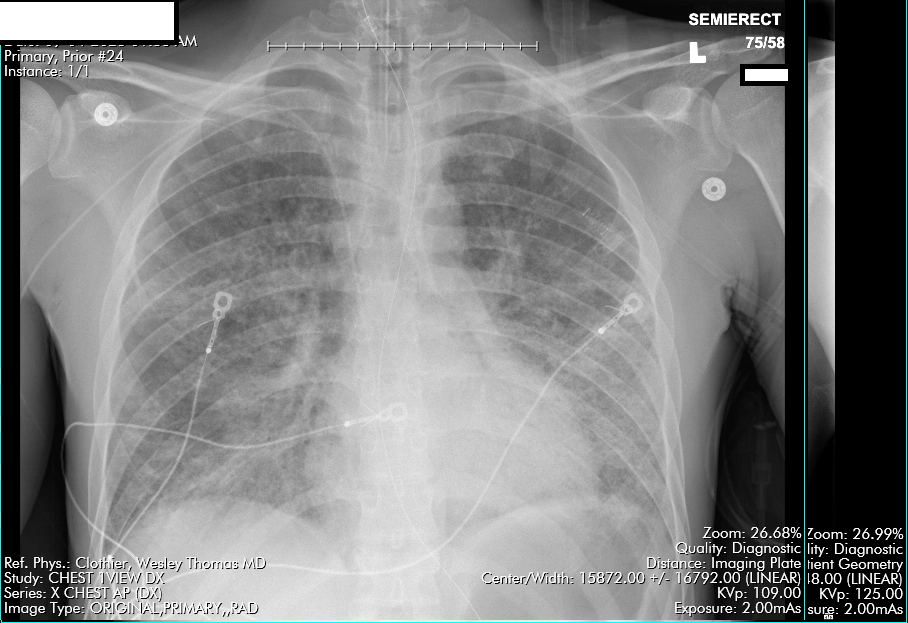 AM
Primary, Prior #24
Instance: 1/1
SEMIERECT
L
75/58
Ref. Phys.: Clothier, Wesley Thomas MD
Study: CHEST 1VIEW DX
Series: X CHEST AP (DX)
Image Type: ORIGINAL,PRIMARY,,RAD
Zoom: 26.68%
Quality: Diagnostic
Distance: Imaging Plate
Center/Width: 15872.00 +/- 16792.00 (LINEAR)
KVp: 109.00
Exposure: 2.00mAs
Zoom: 26.99%
lity: Diagnostic
tient Geometry
48.00 (LINEAR)
KVp: 125.00
sure: 2.00mAs